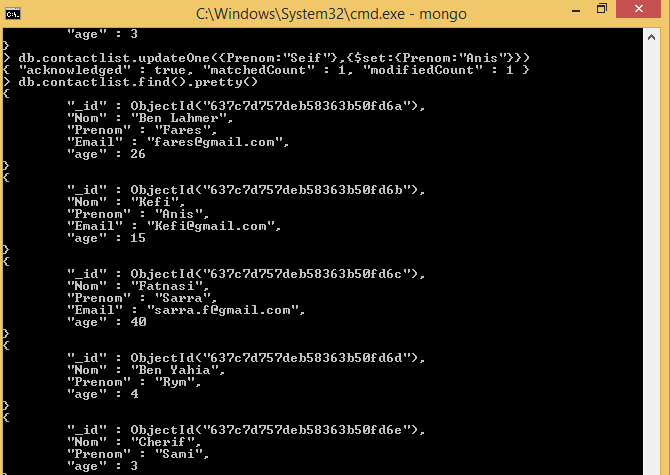 C:\Windows\System32\cmd.exe - mongo
"age" : 3
}
> db.contactlist.updateOne({Prenom:"Seif"},{$set:{Prenom:"Anis"}})
{ "acknowledged" : true, "matchedCount" : 1, "modifiedCount" : 1 }
> db.contactlist.find().pretty()
{
"_id" : ObjectId("637c7d757deb58363b50fd6a"),
"Nom" : "Ben Lahmer",
"Prenom" : "Fares",
"Email" : "fares@gmail.com",
"age" : 26
}
{
"_id" : ObjectId("637c7d757deb58363b50fd6b"),
"Nom" : "Kefi",
"Prenom" : "Anis",
"Email" : "Kefi@gmail.com",
"age" : 15
}
{
"_id" : ObjectId("637c7d757deb58363b50fd6c"),
"Nom" : "Fatnasi",
"Prenom" : "Sarra",
"Email" : "sarra.f@gmail.com",
"age" : 40
}
{
"_id" : ObjectId("637c7d757deb58363b50fd6d"),
"Nom" : "Ben Yahia",
"Prenom" : "Rym",
"age" : 4
}
{
"_id" : ObjectId("637c7d757deb58363b50fd6e"),
"Nom" : "Cherif",
"Prenom" : "Sami",
"age" : 3